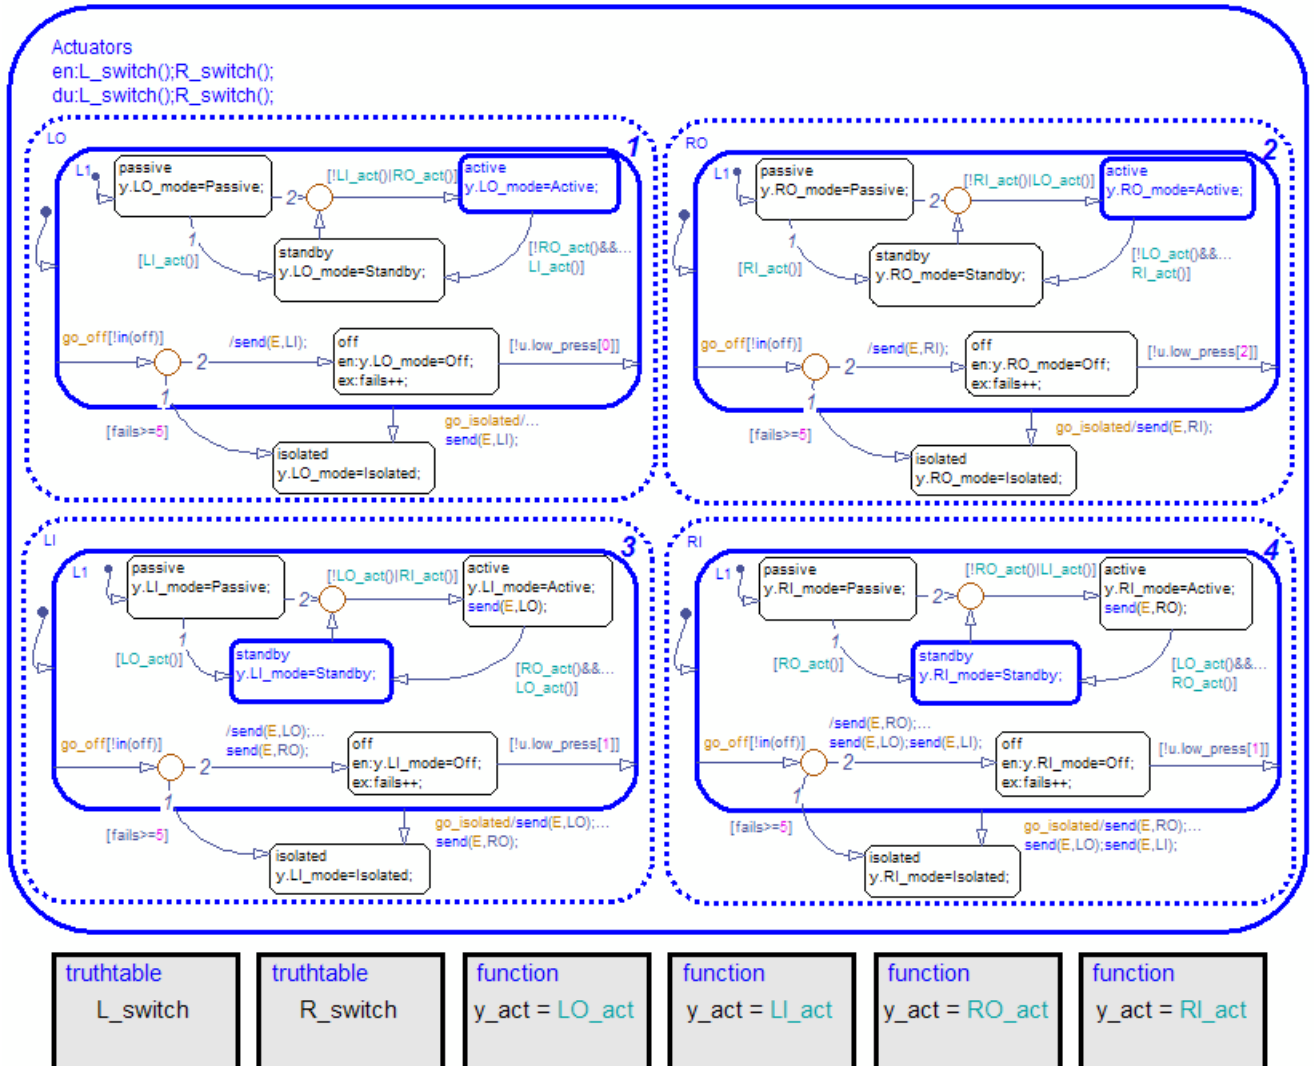 Actuators
en:L_switch();R_switch();
du:L_switch();R_switch();
LO
1
L1
passive
y.LO_mode=Passive;
2
[!LI_act()|RO_act()]
active
y.LO_mode=Active;
1
[LI_act()]
standby
y.LO_mode=Standby;
[!RO_act()&&...
LI_act()]
go_off[!in(off)]
2
/send(E,LI);
off
en:y.LO_mode=Off;
ex:fails++;
[!u.low_press[0]]
1
[fails>=5]
go_isolated/...
send(E,LI);
isolated
y.LO_mode=Isolated;
RO
2
L1
passive
y.RO_mode=Passive;
2
[!RI_act()|LO_act()]
active
y.RO_mode=Active;
1
[RI_act()]
standby
y.RO_mode=Standby;
[!LO_act()&&...
RI_act()]
go_off[!in(off)]
2
/send(E,RI);
off
en:y.RO_mode=Off;
ex:fails++;
[!u.low_press[2]]
1
[fails>=5]
go_isolated/send(E,RI);
isolated
y.RO_mode=Isolated;
LI
3
L1
passive
y.LI_mode=Passive;
2
[!LO_act()|RI_act()]
active
y.LI_mode=Active;
send(E,LO);
1
[LO_act()]
standby
y.LI_mode=Standby;
[RO_act()&&...
LO_act()]
go_off[!in(off)]
2
/send(E,LO);...
send(E,RO);
off
en:y.LI_mode=Off;
ex:fails++;
[!u.low_press[1]]
1
[fails>=5]
go_isolated/send(E,LO);...
send(E,RO);
isolated
y.LI_mode=Isolated;
RI
4
L1
passive
y.RI_mode=Passive;
2
[!RO_act()|LI_act()]
active
y.RI_mode=Active;
send(E,RO);
1
[RO_act()]
standby
y.RI_mode=Standby;
[LO_act()&&...
RO_act()]
go_off[!in(off)]
2
/send(E,RO);...
send(E,LO);send(E,LI);
off
en:y.RI_mode=Off;
ex:fails++;
[!u.low_press[1]]
1
[fails>=5]
go_isolated/send(E,RO);...
send(E,LO);send(E,LI);
isolated
y.RI_mode=Isolated;
truthtable
L_switch
truthtable
R_switch
function
y_act = LO_act
function
y_act = LI_act
function
y_act = RO_act
function
y_act = RI_act